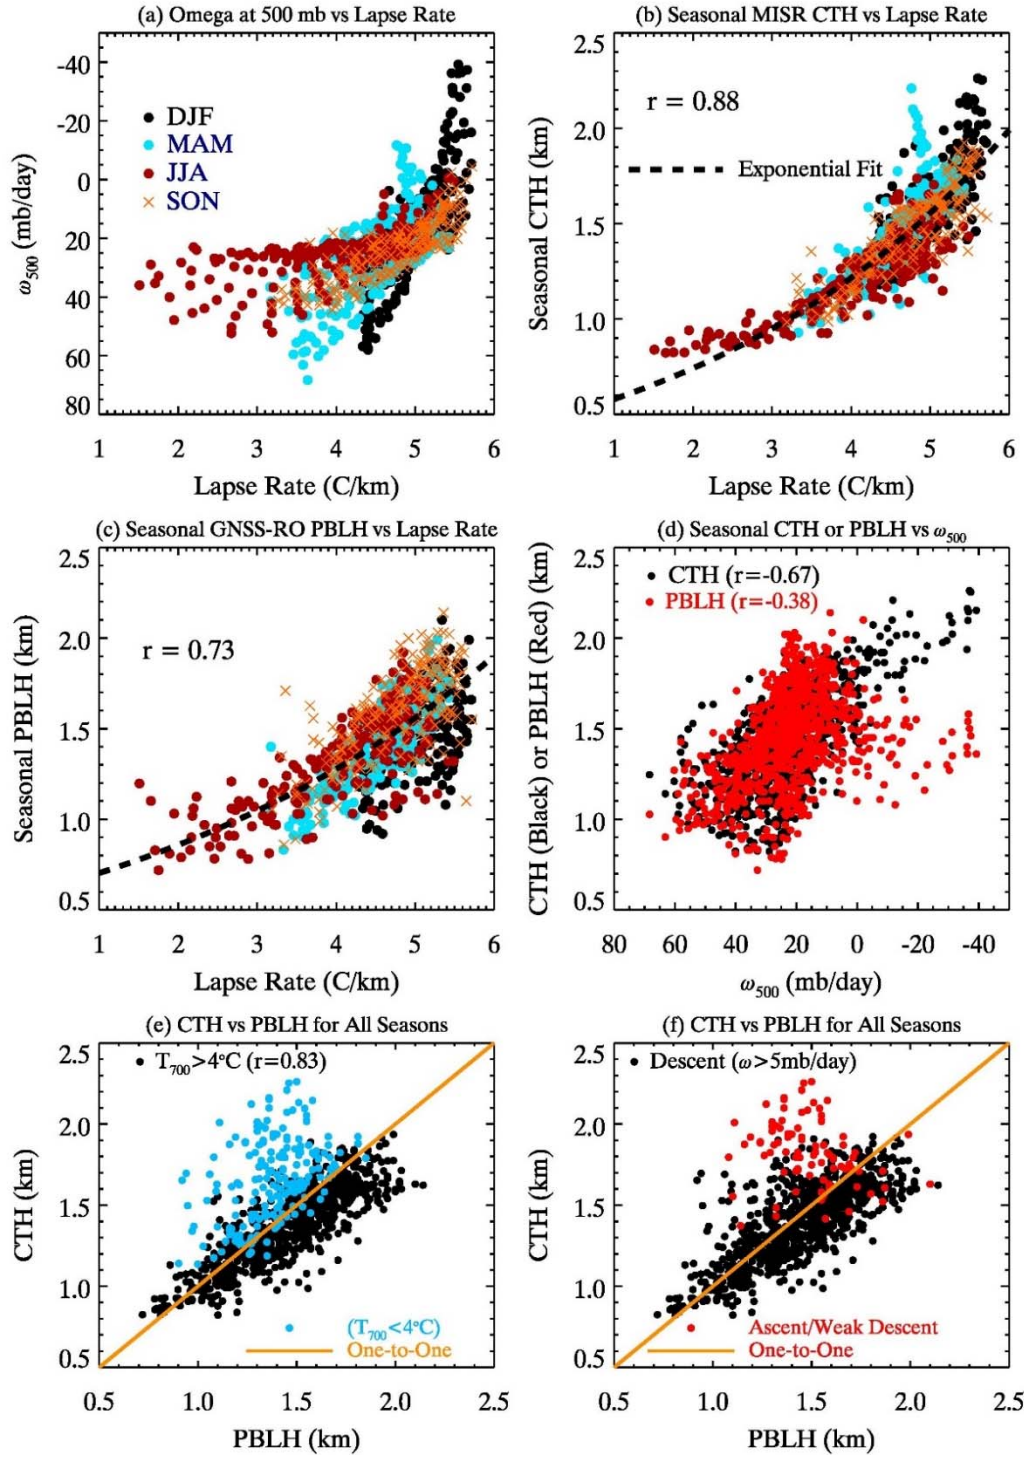 (a) Omega at 500 mb vs Lapse Rate
-40
-20
0
20
40
60
80
ω500 (mb/day)
DJF
MAM
JJA
SON
1 2 3 4 5 6
Lapse Rate (C/km)
(b) Seasonal MISR CTH vs Lapse Rate
2.5
2.0
1.5
1.0
0.5
Seasonal CTH (km)
r = 0.88
Exponential Fit
1 2 3 4 5 6
Lapse Rate (C/km)
(c) Seasonal GNSS-RO PBLH vs Lapse Rate
2.5
2.0
1.5
1.0
0.5
Seasonal PBLH (km)
r = 0.73
1 2 3 4 5 6
Lapse Rate (C/km)
(d) Seasonal CTH or PBLH vs ω500
2.5
2.0
1.5
1.0
0.5
CTH (Black) or PBLH (Red) (km)
CTH (r=-0.67)
PBLH (r=-0.38)
80 60 40 20 0 -20 -40
ω500 (mb/day)
(e) CTH vs PBLH for All Seasons
2.5
2.0
1.5
1.0
0.5
CTH (km)
T700>4°C (r=0.83)
(T700<4°C)
One-to-One
0.5 1.0 1.5 2.0 2.5
PBLH (km)
(f) CTH vs PBLH for All Seasons
2.5
2.0
1.5
1.0
0.5
CTH (km)
Descent (ω>5mb/day)
Ascent/Weak Descent
One-to-One
0.5 1.0 1.5 2.0 2.5
PBLH (km)